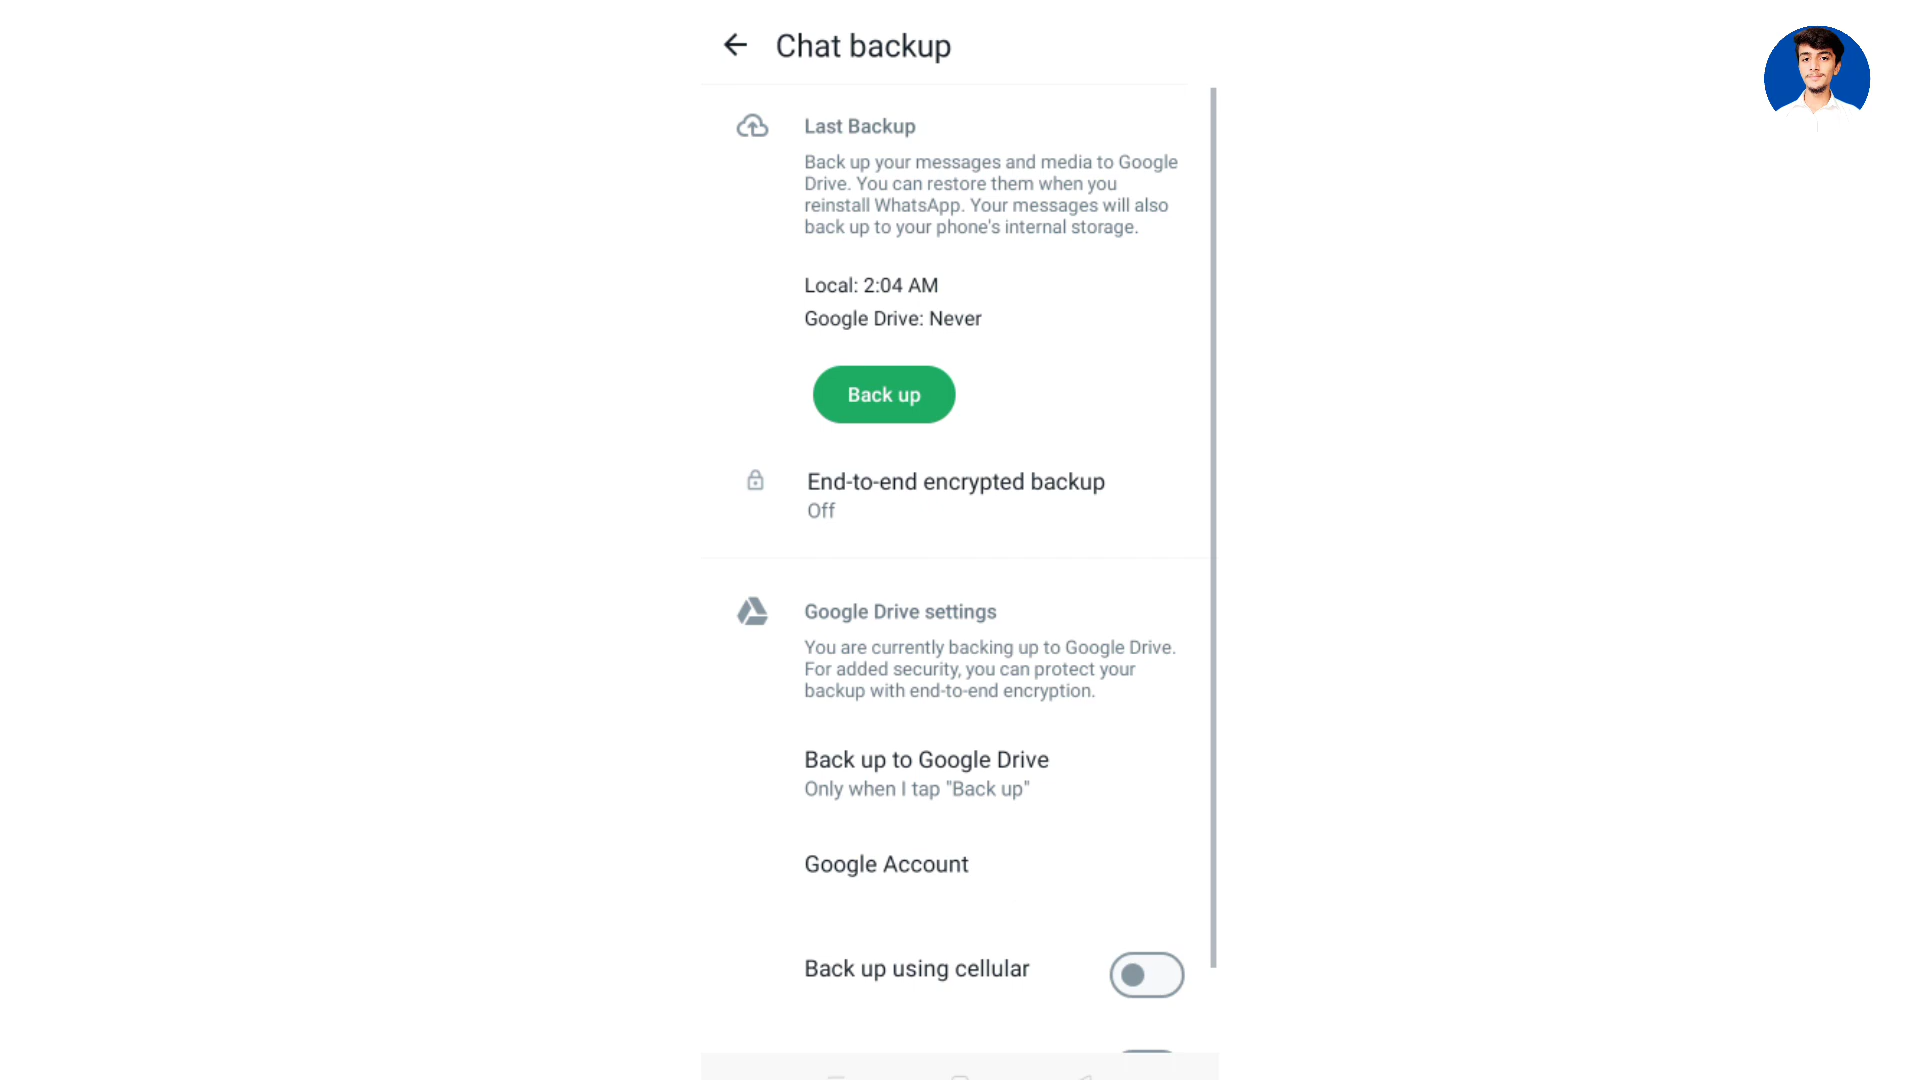 Chat backup
Last Backup
Back up your messages and media to Google
Drive. You can restore them when you
reinstall WhatsApp. Your messages will also
back up to your phone's internal storage.
Local: 2:04 AM
Google Drive: Never
Back up
End-to-end encrypted backup
Off
Google Drive settings
You are currently backing up to Google Drive.
For added security, you can protect your
backup with end-to-end encryption.
Back up to Google Drive
Only when I tap "Back up"
Google Account
Back up using cellular